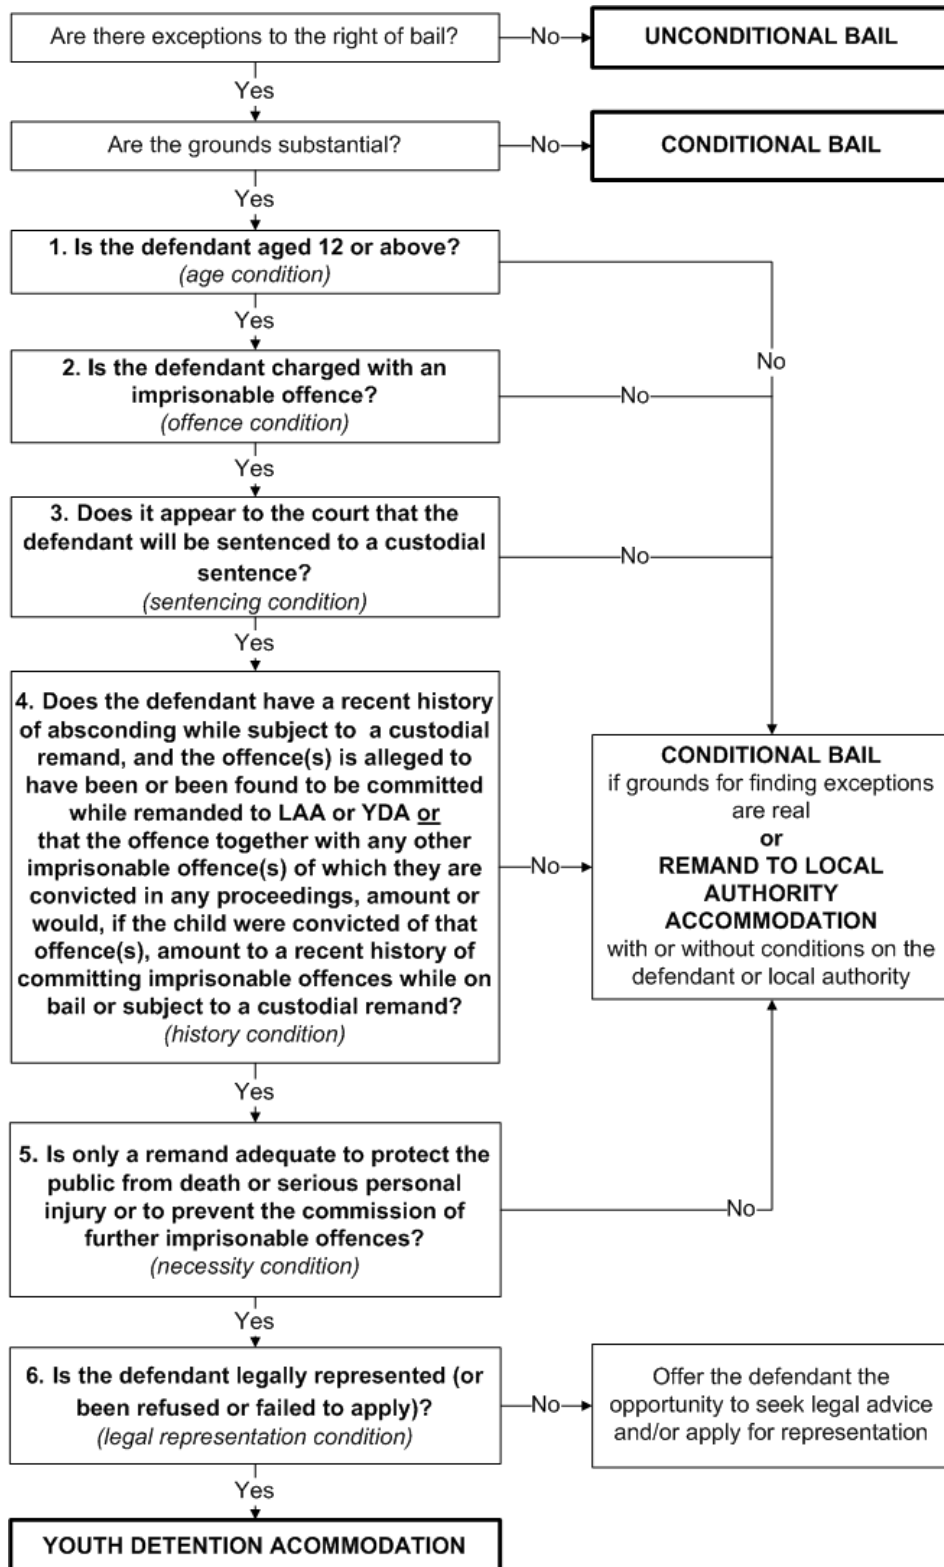 Are there exceptions to the right of bail?
No
UNCONDITIONAL BAIL
Yes
Are the grounds substantial?
No
CONDITIONAL BAIL
Yes
1. Is the defendant aged 12 or above?
(age condition)
Yes
No
2. Is the defendant charged with an
imprisonable offence?
(offence condition)
No
Yes
3. Does it appear to the court that the
defendant will be sentenced to a custodial
sentence?
(sentencing condition)
No
Yes
4. Does the defendant have a recent history
of absconding while subject to a custodial
remand, and the offence(s) is alleged to
have been or been found to be committed
while remanded to LAA or YDA or
that the offence together with any other
imprisonable offence(s) of which they are
convicted in any proceedings, amount or
would, if the child were convicted of that
offence(s), amount to a recent history of
committing imprisonable offences while on
bail or subject to a custodial remand?
(history condition)
No
CONDITIONAL BAIL
if grounds for finding exceptions
are real
or
REMAND TO LOCAL
AUTHORITY
ACCOMMODATION
with or without conditions on the
defendant or local authority
Yes
5. Is only a remand adequate to protect the
public from death or serious personal
injury or to prevent the commission of
further imprisonable offences?
(necessity condition)
No
Yes
6. Is the defendant legally represented (or
been refused or failed to apply)?
(legal representation condition)
No
Offer the defendant the
opportunity to seek legal advice
and/or apply for representation
Yes
YOUTH DETENTION ACOMMODATION